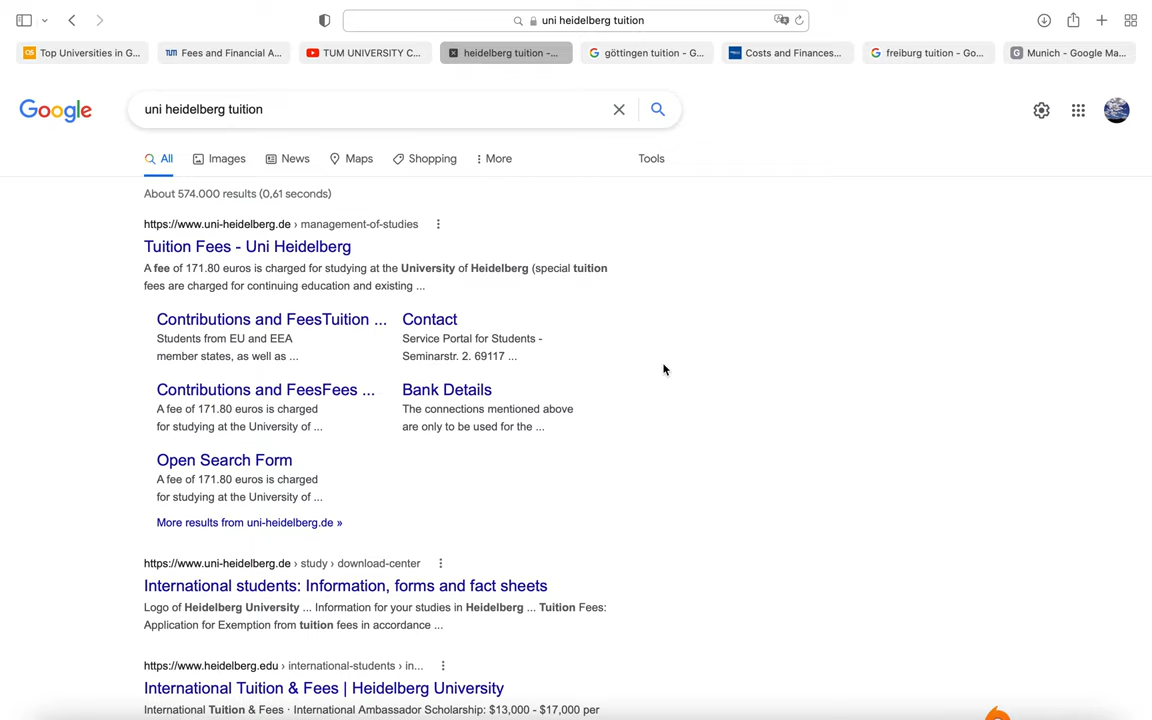 uni heidelberg tuition
Top Universities in G...
TUM Fees and Financial A...
TUM UNIVERSITY C...
heidelberg tuition -...
göttingen tuition - G...
Costs and Finances...
freiburg tuition - Go...
Munich - Google Ma...
Google
uni heidelberg tuition
All Images News Maps Shopping More Tools
About 574.000 results (0,61 seconds)
https://www.uni-heidelberg.de › management-of-studies
Tuition Fees - Uni Heidelberg
A fee of 171.80 euros is charged for studying at the University of Heidelberg (special tuition
fees are charged for continuing education and existing ...
Contributions and FeesTuition ...
Students from EU and EEA
member states, as well as ...
Contact
Service Portal for Students -
Seminarstr. 2. 69117 ...
Contributions and FeesFees ...
A fee of 171.80 euros is charged
for studying at the University of ...
Bank Details
The connections mentioned above
are only to be used for the ...
Open Search Form
A fee of 171.80 euros is charged
for studying at the University of ...
More results from uni-heidelberg.de »
https://www.uni-heidelberg.de › study › download-center
International students: Information, forms and fact sheets
Logo of Heidelberg University ... Information for your studies in Heidelberg ... Tuition Fees:
Application for Exemption from tuition fees in accordance ...
https://www.heidelberg.edu › international-students › in...
International Tuition & Fees | Heidelberg University
International Tuition & Fees · International Ambassador Scholarship: $13,000 - $17,000 per